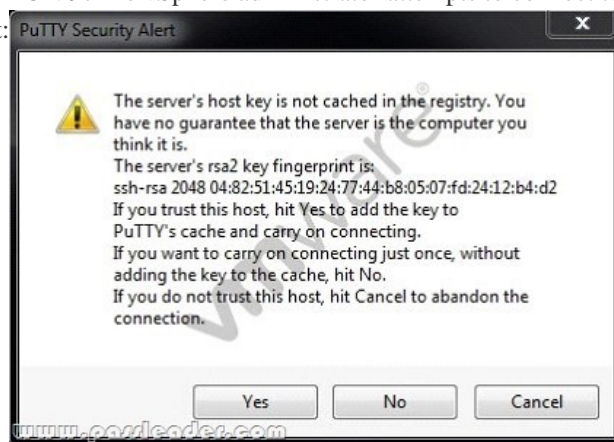 t:
PuTTY Security Alert
x
The server's host key is not cached in the registry. You
have no guarantee that the server is the computer you
think it is.
The server's rsa2 key fingerprint is:
ssh-rsa 2048 04:82:51:45:19:24:77:44:b8:05:07:fd:24:12:b4:d2
If you trust this host, hit Yes to add the key to
PuTTY's cache and carry on connecting.
If you want to carry on connecting just once, without
adding the key to the cache, hit No.
If you do not trust this host, hit Cancel to abandon the
connection.
vmware®
Yes No Cancel
www.passleader.com